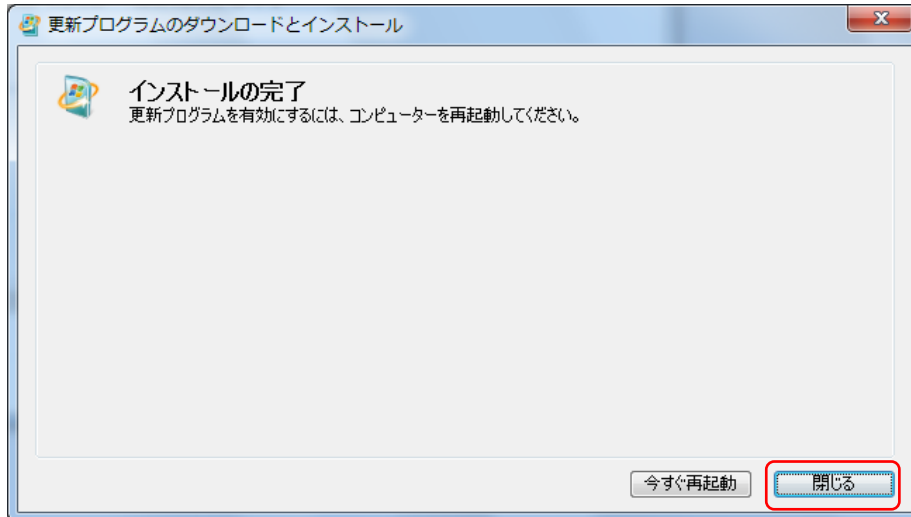 更新プログラムのダウンロードとインストール
インストールの完了
更新プログラムを有効にするには、コンピューターを再起動してください。
今すぐ再起動
閉じる